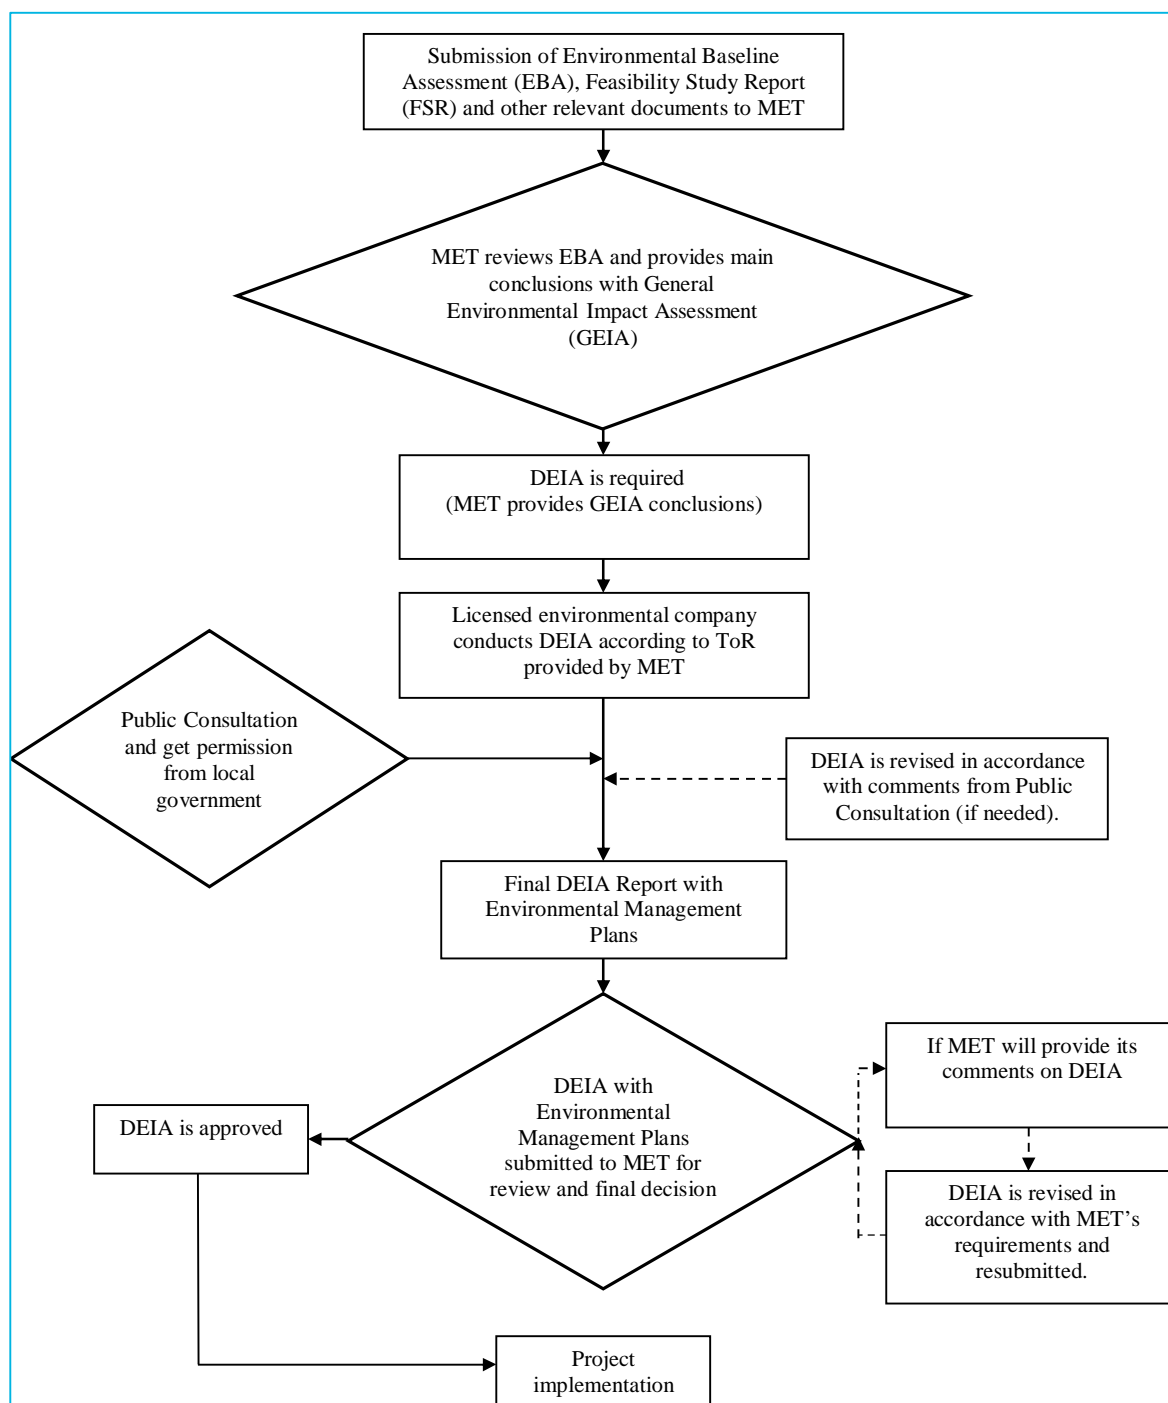 Submission of Environmental Baseline
Assessment (EBA), Feasibility Study Report
(FSR) and other relevant documents to MET
MET reviews EBA and provides main
conclusions with General
Environmental Impact Assessment
(GEIA)
DEIA is required
(MET provides GEIA conclusions)
Licensed environmental company
conducts DEIA according to ToR
provided by MET
Public Consultation
and get permission
from local
government
DEIA is revised in accordance
with comments from Public
Consultation (if needed).
Final DEIA Report with
Environmental Management
Plans
DEIA with
Environmental
Management Plans
submitted to MET for
review and final decision
If MET will provide its
comments on DEIA
DEIA is approved
DEIA is revised in
accordance with MET’s
requirements and
resubmitted.
Project
implementation